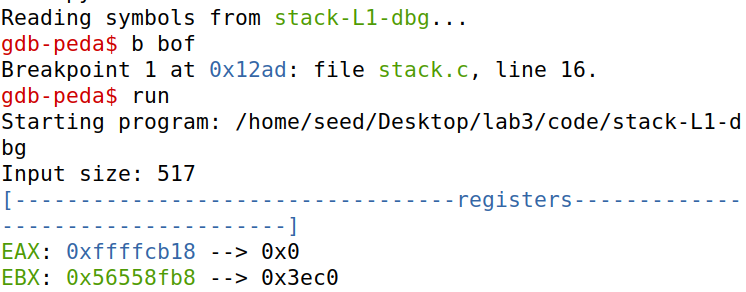 Reading symbols from stack-L1-dbg...
gdb-peda$ b bof
Breakpoint 1 at 0x12ad: file stack.c, line 16.
gdb-peda$ run
Starting program: /home/seed/Desktop/lab3/code/stack-L1-d
bg
Input size: 517
[----------------------------------registers-------------
----------------------]
EAX: 0xffffcb18 --> 0x0
EBX: 0x56558fb8 --> 0x3ec0